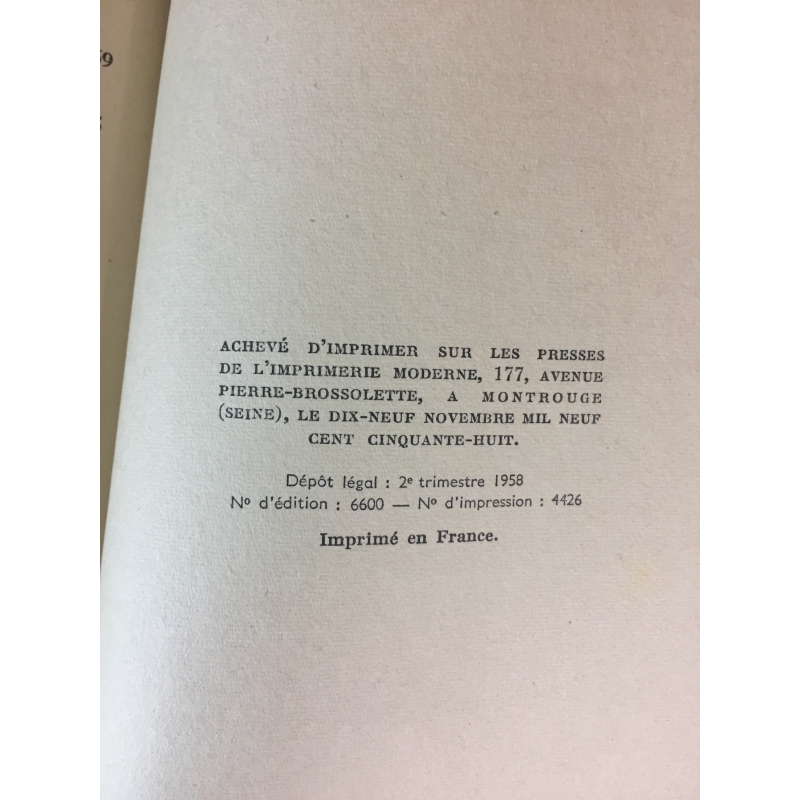 ACHEVÉ D'IMPRIMER SUR LES PRESSES
DE L'IMPRIMERIE MODERNE, 177, AVENUE
PIERRE-BROSSOLETTE, A MONTROUGE
(SEINE), LE DIX-NEUF NOVEMBRE MIL NEUF
CENT CINQUANTE-HUIT.
Dépôt légal : 2e trimestre 1958
No d'édition : 6600 — No d'impression : 4426
Imprimé en France.